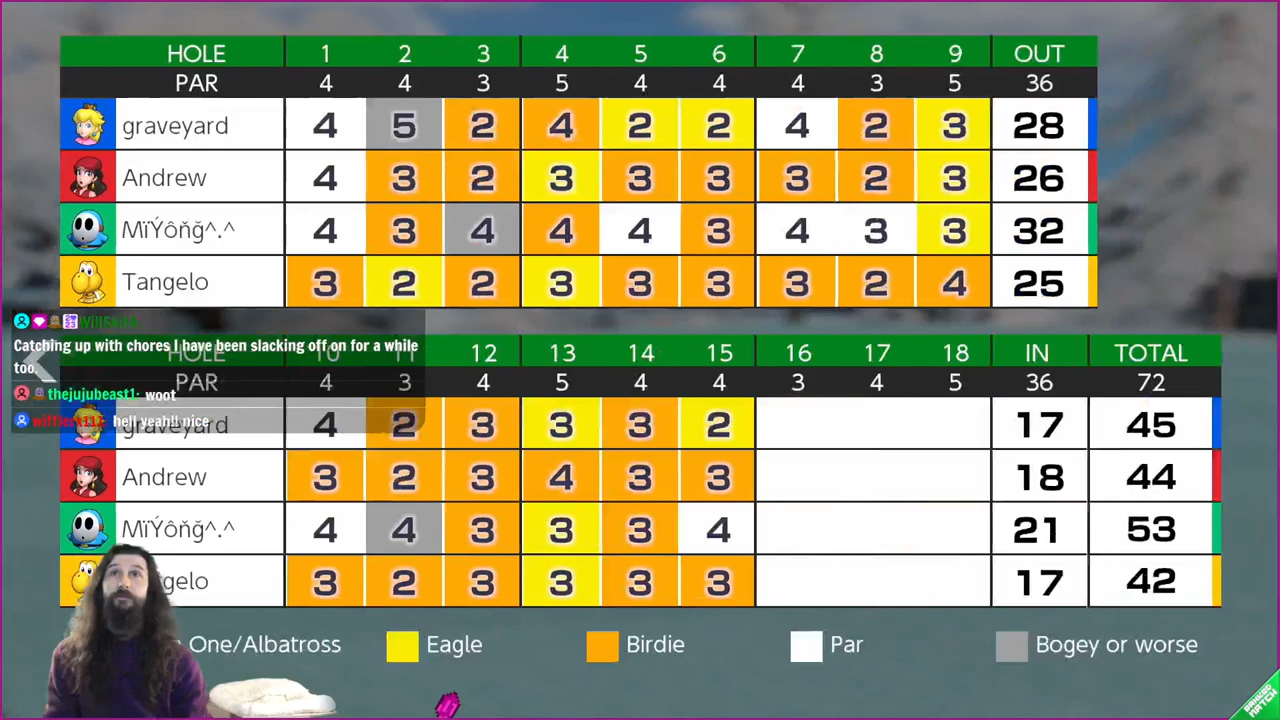 HOLE 1 2 3 4 5 6 7 8 9 OUT
PAR 4 4 3 5 4 4 4 3 5 36
graveyard 4 5 2 4 2 2 4 2 3 28
Andrew 4 3 2 3 3 3 3 2 3 26
MïÝôňğ^.^ 4 3 4 4 4 3 4 3 3 32
Tangelo 3 2 2 3 3 3 3 2 4 25
Catching up with chores I have been slacking off on for a while
too.
thejujubeast1: woot
hell yeah!! nice
HOLE 10 11 12 13 14 15 16 17 18 IN TOTAL
PAR 4 3 4 5 4 4 3 4 5 36 72
graveyard 4 2 3 3 3 2 17 45
Andrew 3 2 3 4 3 3 18 44
MïÝôňğ^.^ 4 4 3 3 3 4 21 53
gelo 3 2 3 3 3 3 17 42
One/Albatross Eagle Birdie Par Bogey or worse